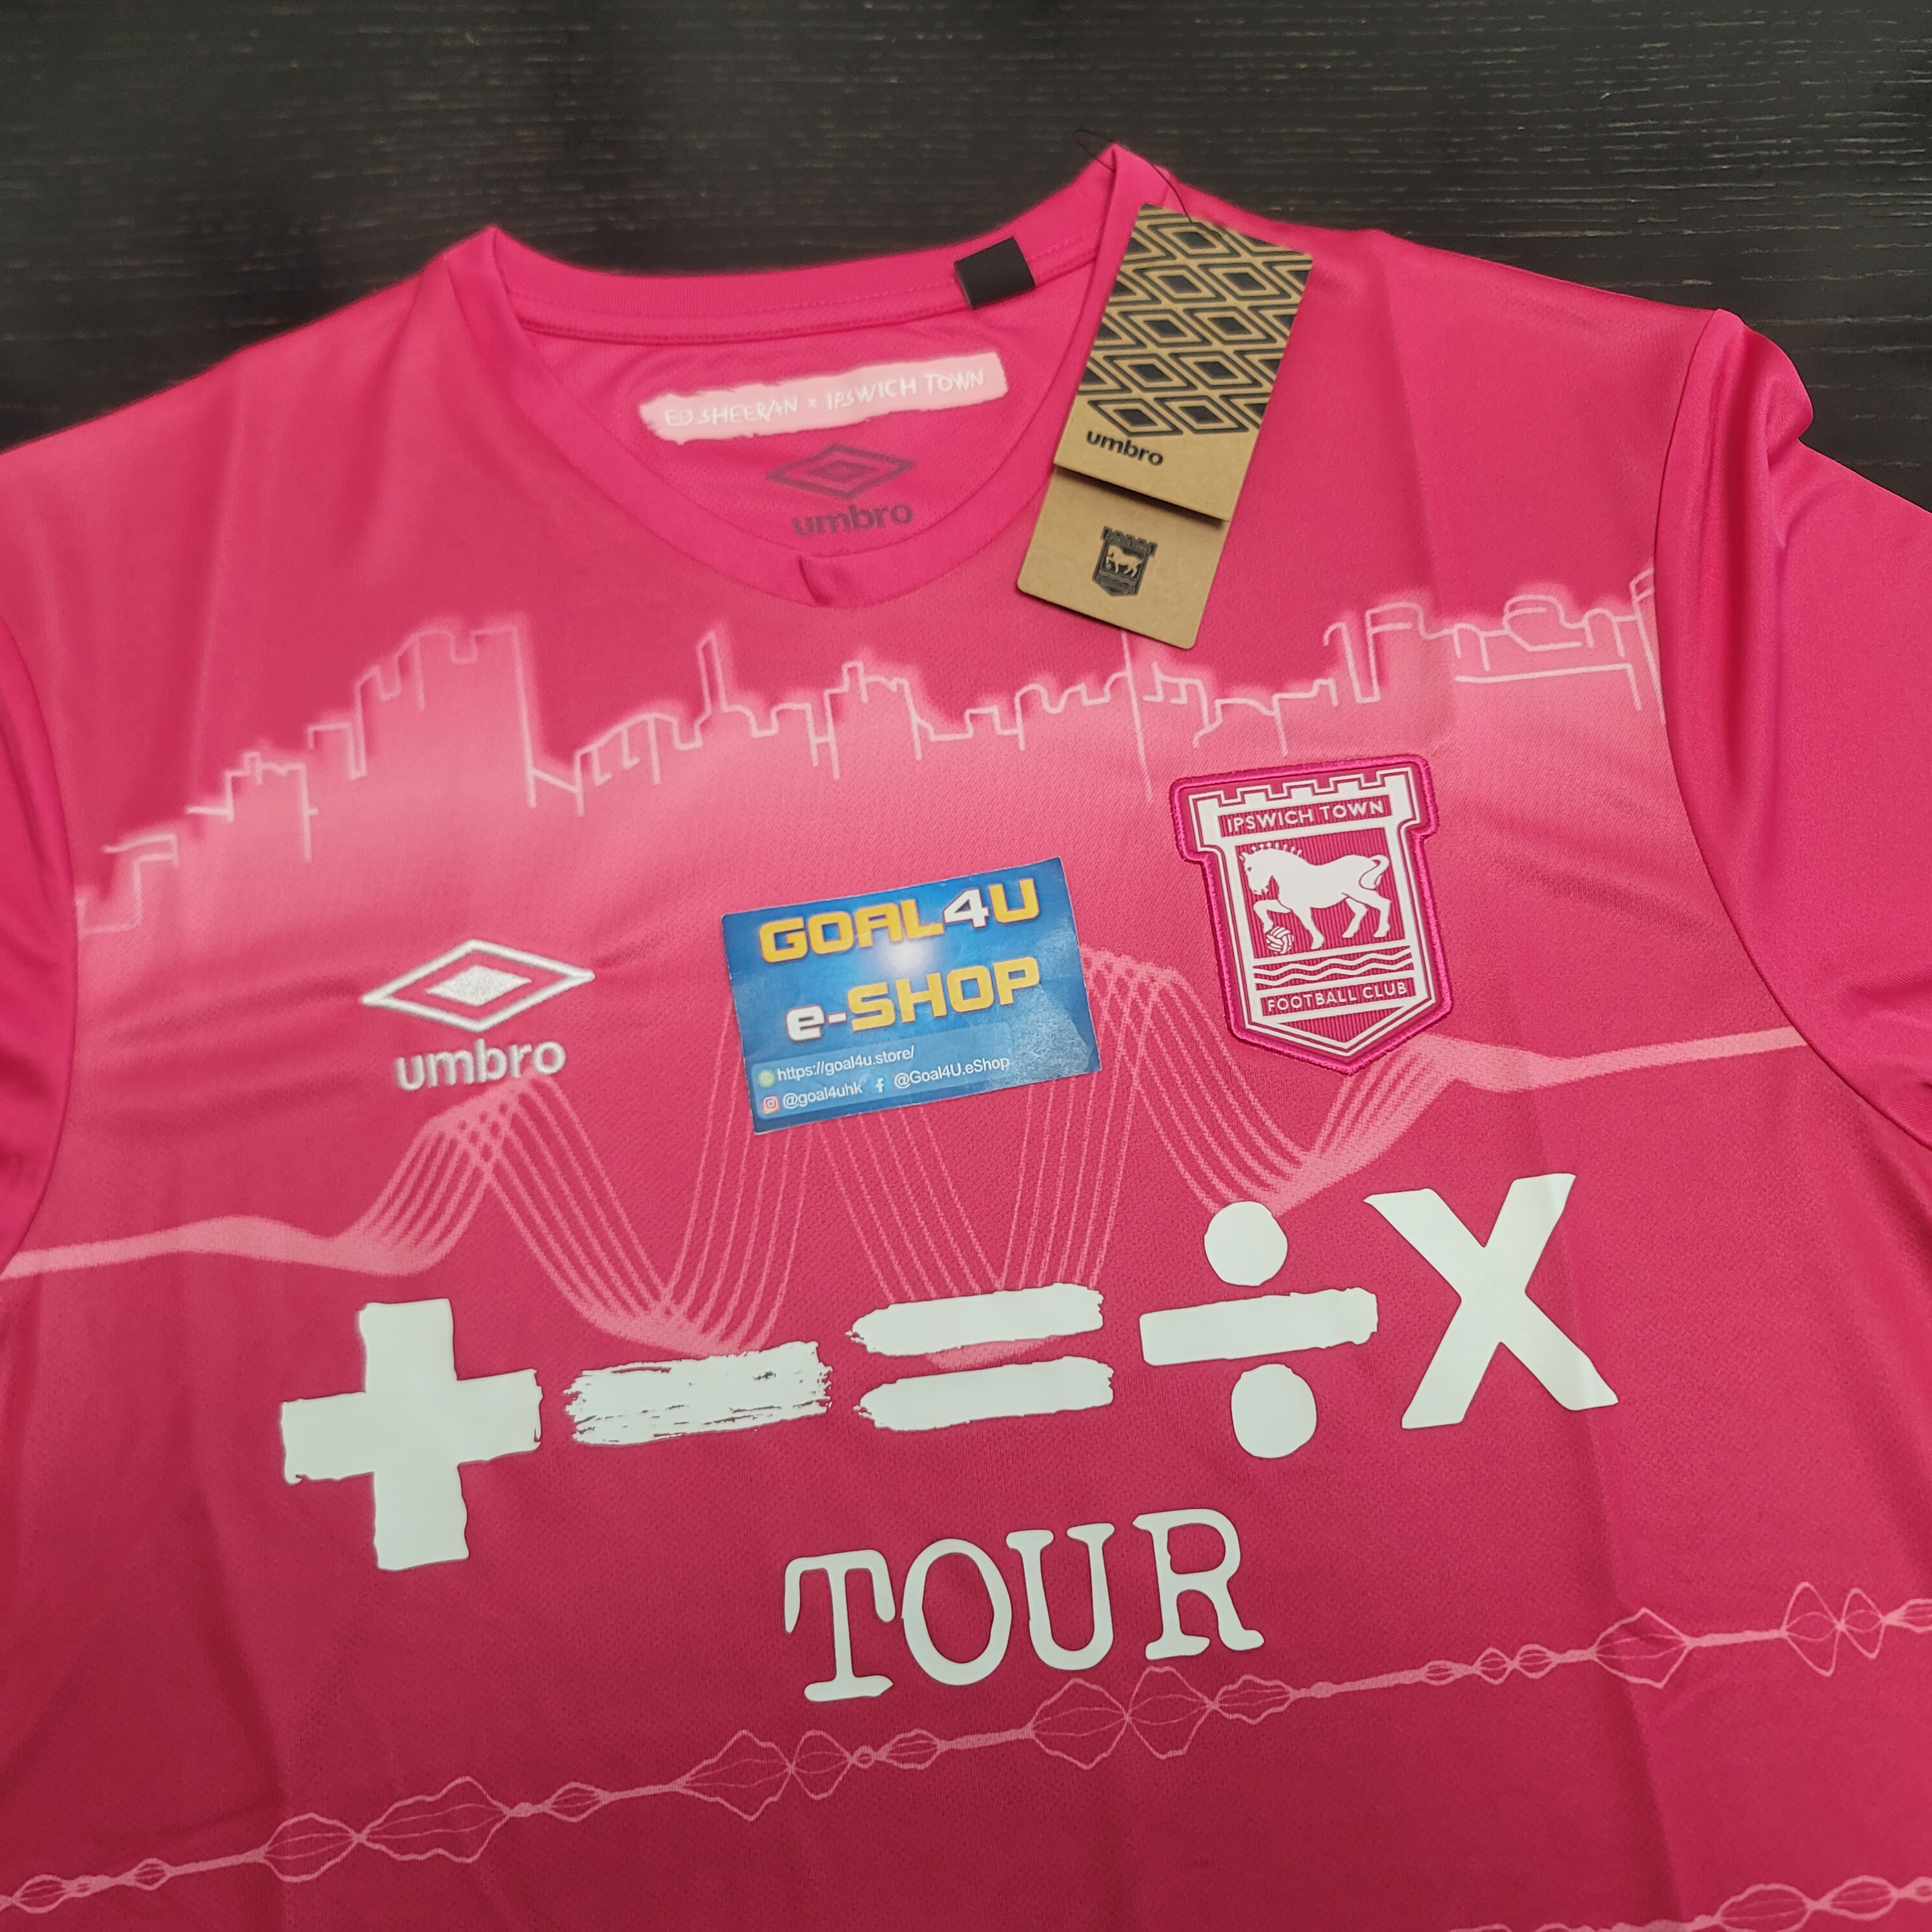 ED SHEERAN x IPSWICH TOWN
umbro
umbro
IPSWICH TOWN
FOOTBALL CLUB
umbro
GOAL4U
e-SHOP
https://goal4u.store/
@goal4uhk @Goal4U.eShop
+ - = ÷ x
TOUR